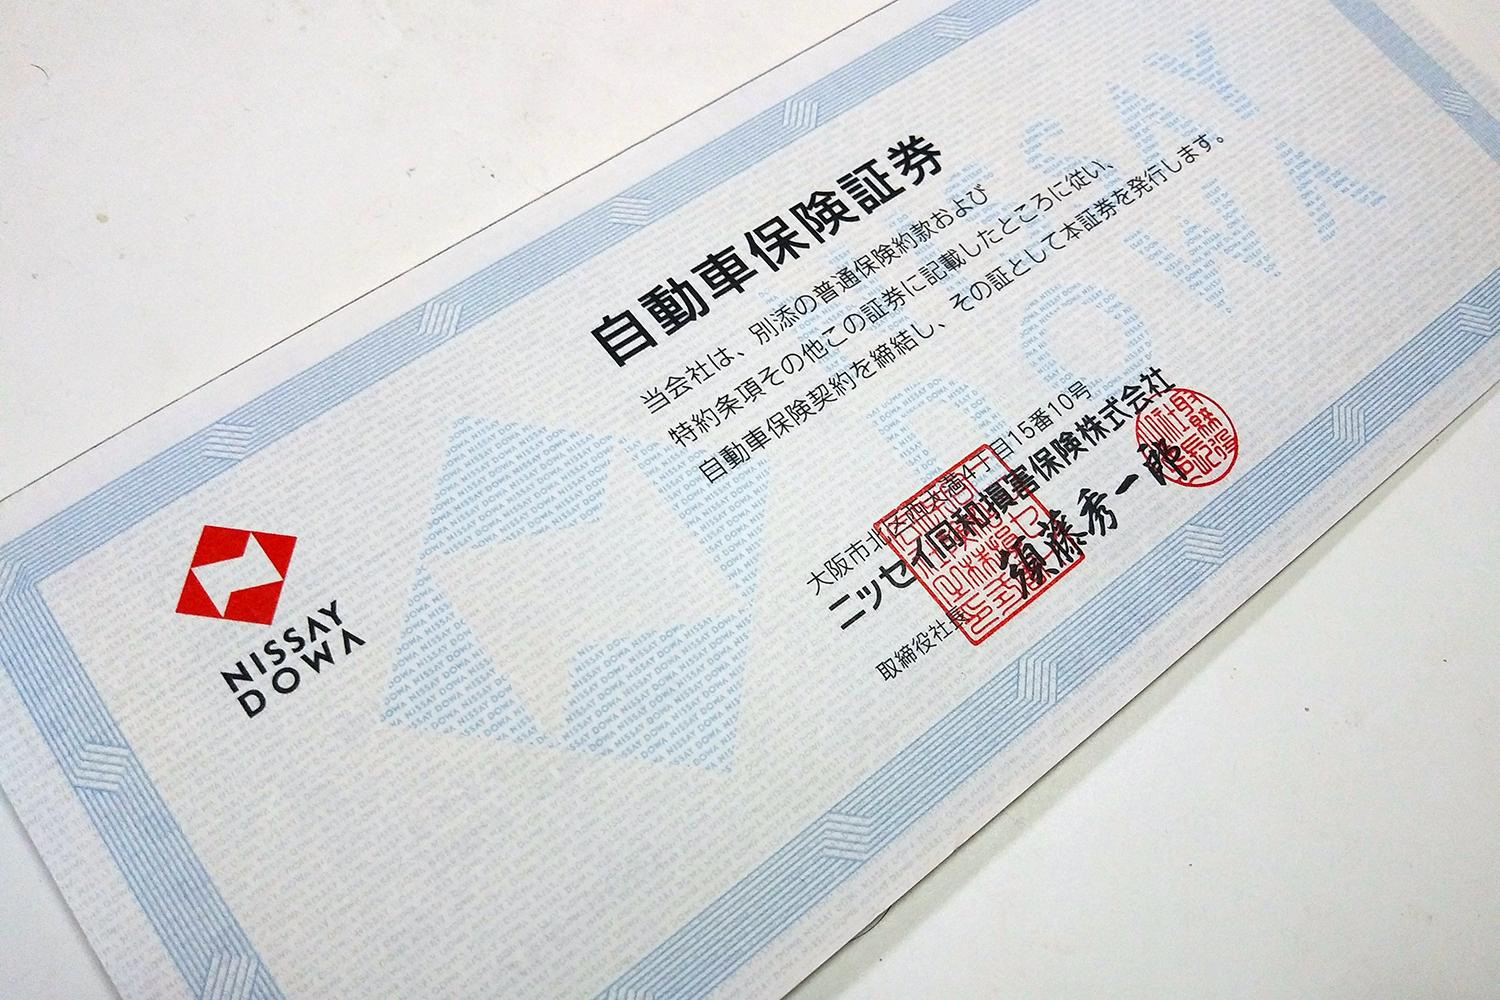 自動車保険証券
当会社は、別添の普通保険約款および
特約条項その他この証券に記載したところに従い、
自動車保険契約を締結し、その証として本証券を発行します。
大阪市北区西天満4丁目15番10号
ニッセイ同和損害保険株式会社
取締役社長 須藤秀一郎
NISSAY
DOWA